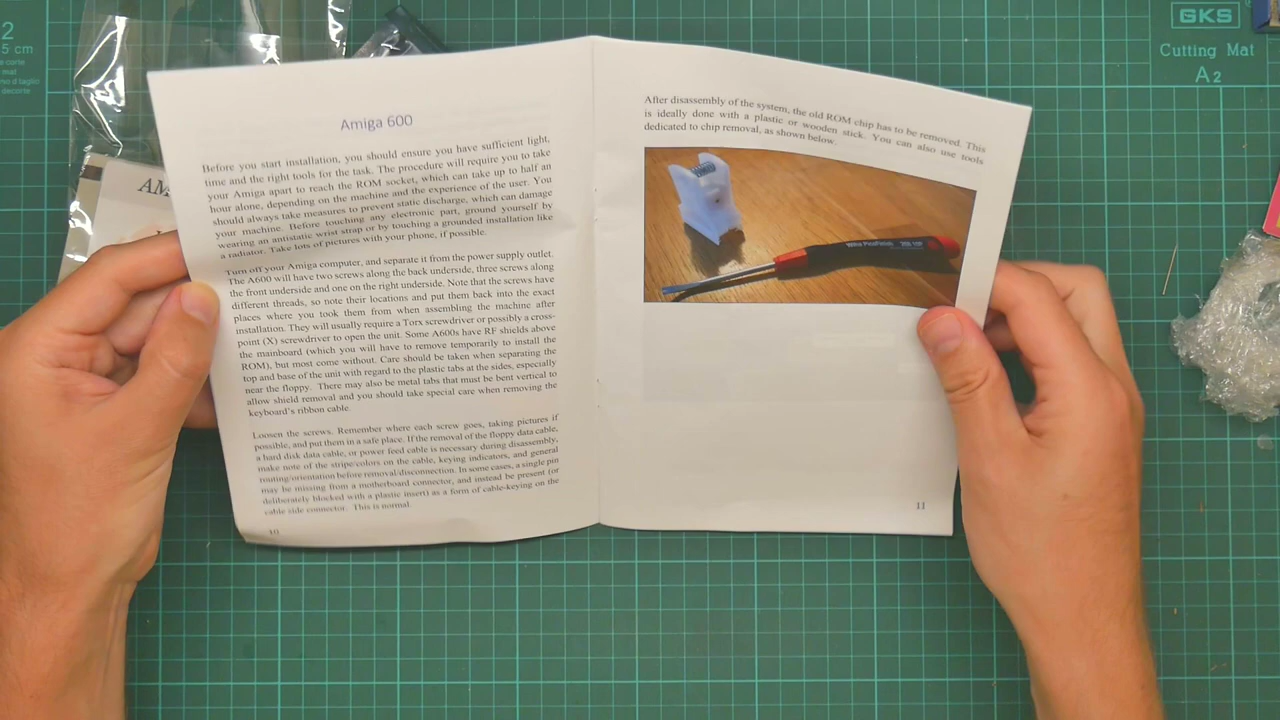 2
5 cm
a corte
mat
decorte
AM
Amiga 600
Before you start installation, you should ensure you have sufficient light,
time and the right tools for the task. The procedure will require you to take
your Amiga apart to reach the ROM socket, which can take up to half an
hour alone, depending on the machine and the experience of the user. You
should always take measures to prevent static discharge, which can damage
your machine. Before touching any electronic part, ground yourself by
wearing an antistatic wrist strap or by touching a grounded installation like
a radiator. Take lots of pictures with your phone, if possible.
Turn off your Amiga computer, and separate it from the power supply outlet.
The A600 will have two screws along the back underside, three screws along
the front underside and one on the right underside. Note that the screws have
different threads, so note their locations and put them back into the exact
places where you took them from when assembling the machine after
installation. They will usually require a Torx screwdriver or possibly a cross-
point (X) screwdriver to open the unit. Some A600s have RF shields above
the mainboard (which you will have to remove temporarily to install the
ROM), but most come without. Care should be taken when separating the
top and base of the unit with regard to the plastic tabs at the sides, especially
near the floppy. There may also be metal tabs that must be bent vertical to
allow shield removal and you should take special care when removing the
keyboard's ribbon cable.
Loosen the screws. Remember where each screw goes, taking pictures if
possible, and put them in a safe place. If the removal of the floppy data cable,
a hard disk data cable, or power feed cable is necessary during disassembly,
make note of the stripe/colors on the cable, keying indicators, and general
routing/orientation before removal/disconnection. In some cases, a single pin
may be missing from a motherboard connector, and instead be present (or
deliberately blocked with a plastic insert) as a form of cable-keying on the
cable side connector. This is normal.
10
After disassembly of the system, the old ROM chip has to be removed. This
is ideally done with a plastic or wooden stick. You can also use tools
dedicated to chip removal, as shown below.
Wiha PicoFinish
11
GKS
Cutting Mat
A2